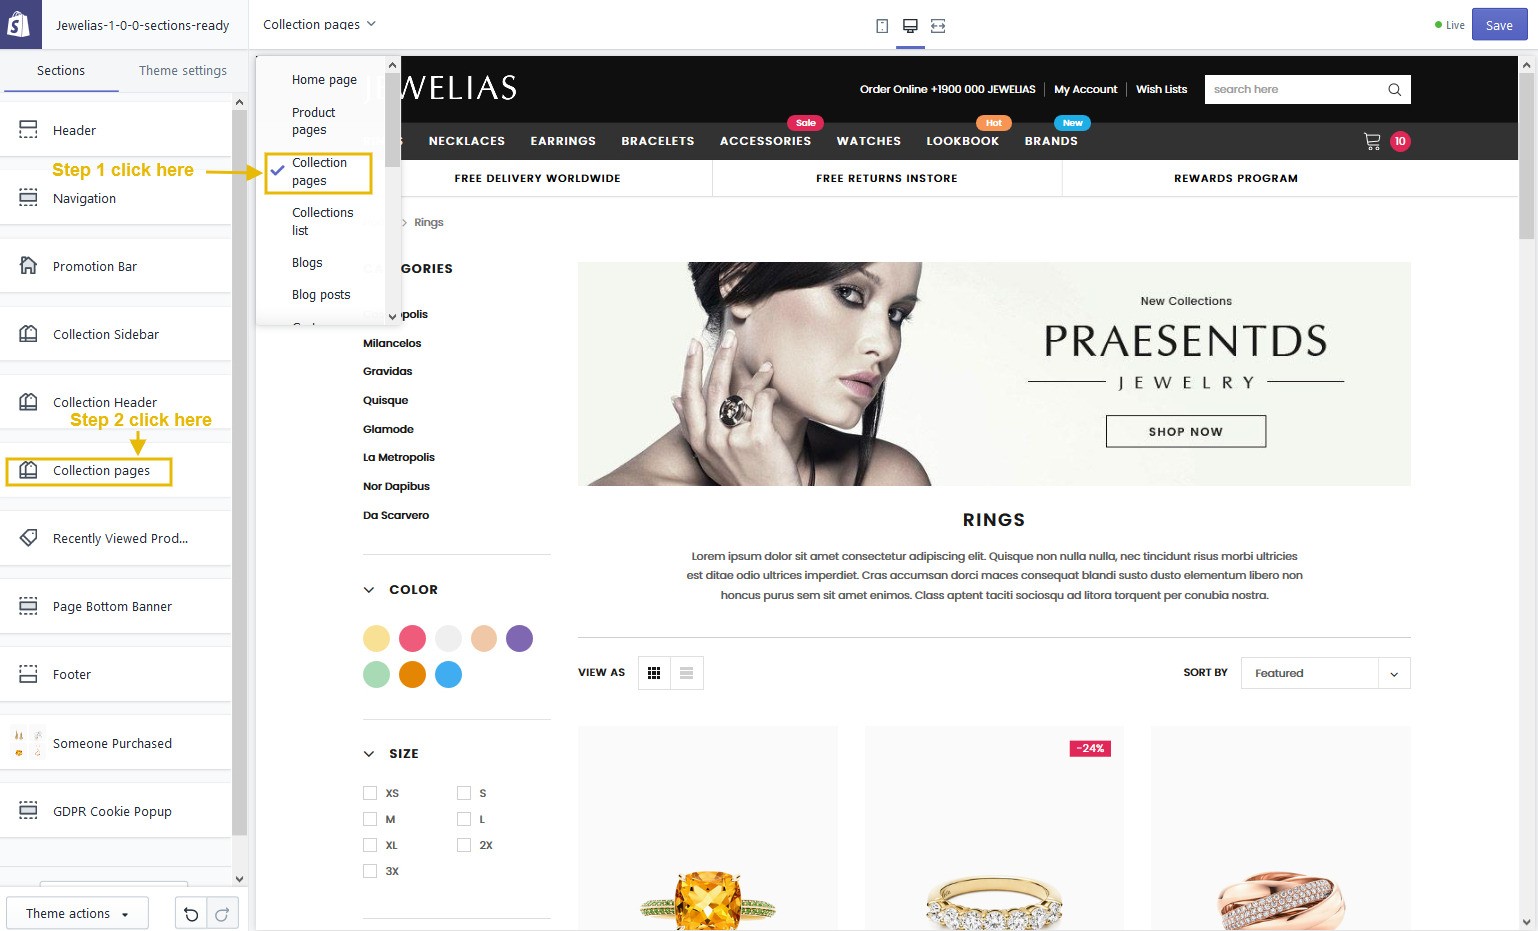 Jewelias-1-0-0-sections-ready
Collection pages
Live
Save
Sections
Theme settings
Header
Step 1 click here
Navigation
Promotion Bar
Collection Sidebar
Collection Header
Step 2 click here
Collection pages
Recently Viewed Prod...
Page Bottom Banner
Footer
Someone Purchased
GDPR Cookie Popup
Theme actions
Home page
Product
pages
Collection
pages
Collections
list
Blogs
Blog posts
JEWELIAS
Order Online +1900 000 JEWELIAS
My Account
Wish Lists
search here
Sale
Hot
New
S
NECKLACES
EARRINGS
BRACELETS
ACCESSORIES
WATCHES
LOOKBOOK
BRANDS
10
FREE DELIVERY WORLDWIDE
FREE RETURNS INSTORE
REWARDS PROGRAM
Rings
CATEGORIES
opolis
Milancelos
Gravidas
Quisque
Glamode
La Metropolis
Nor Dapibus
Da Scarvero
COLOR
SIZE
XS
S
M
L
XL
2X
3X
New Collections
PRAESENTDS
JEWELRY
SHOP NOW
RINGS
Lorem ipsum dolor sit amet consectetur adipiscing elit. Quisque non nulla nulla, nec tincidunt risus morbi ultricies
est ditae odio ultrices imperdiet. Cras accumsan dorci maces consequat blandi susto dusto elementum libero non
honcus purus sem sit amet enimos. Class aptent taciti sociosqu ad litora torquent per conubia nostra.
VIEW AS
SORT BY
Featured
-24%